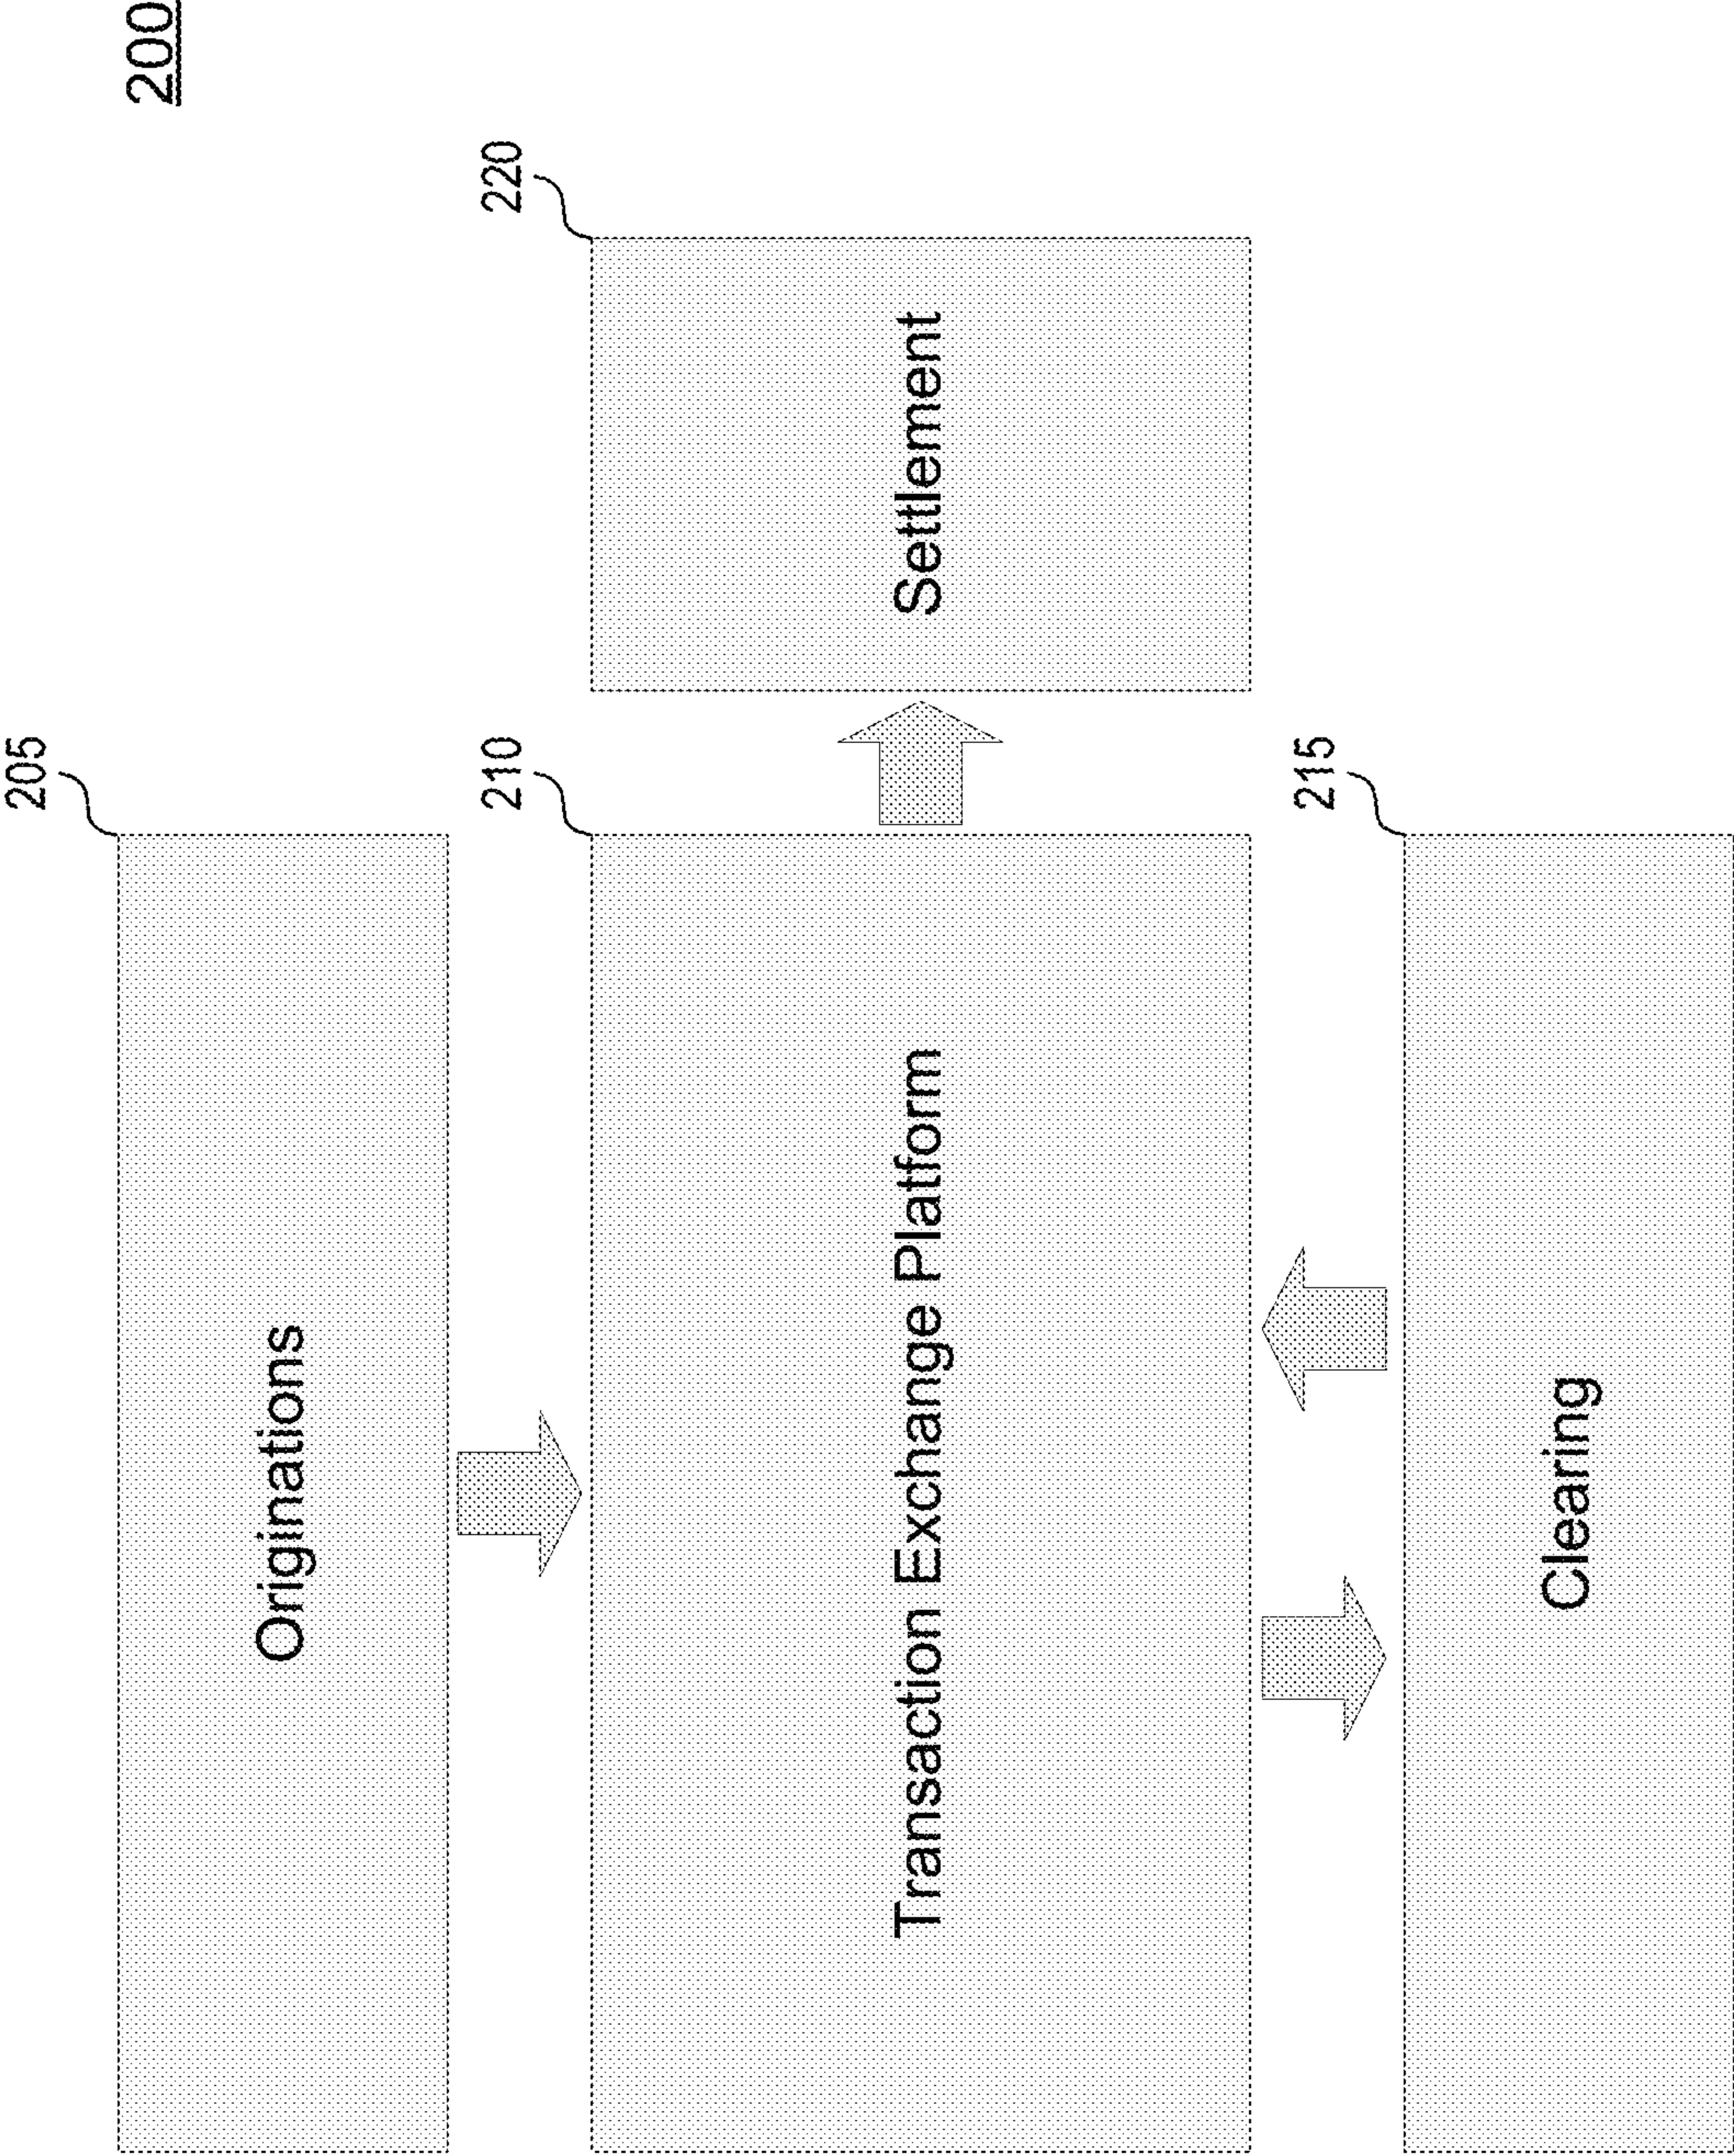 200
205
Originations
210
Transaction Exchange Platform
220
Settlement
215
Clearing